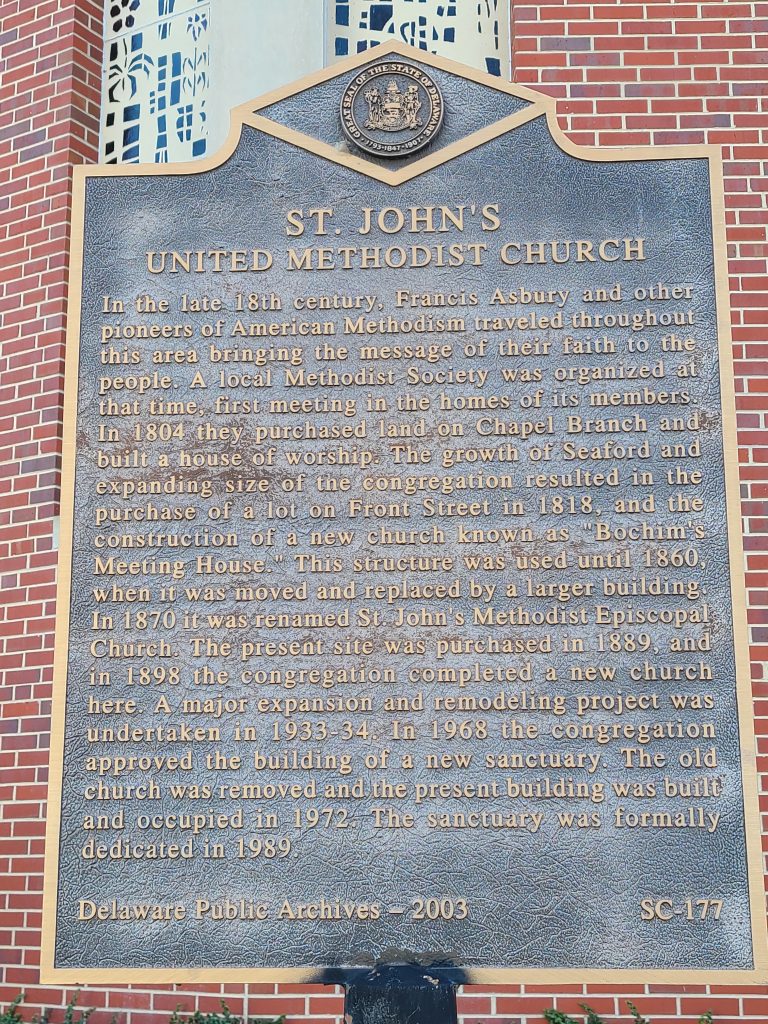 GREAT SEAL OF THE STATE OF DELAWARE
1793·1847·1907
ST. JOHN'S
UNITED METHODIST CHURCH
In the late 18th century, Francis Asbury and other
pioneers of American Methodism traveled throughout
this area bringing the message of their faith to the
people. A local Methodist Society was organized at
that time, first meeting in the homes of its members.
In 1804 they purchased land on Chapel Branch and
built a house of worship. The growth of Seaford and
expanding size of the congregation resulted in the
purchase of a lot on Front Street in 1818, and the
construction of a new church known as "Bochim's
Meeting House." This structure was used until 1860,
when it was moved and replaced by a larger building.
In 1870 it was renamed St. John's Methodist Episcopal
Church. The present site was purchased in 1889, and
in 1898 the congregation completed a new church
here. A major expansion and remodeling project was
undertaken in 1933-34. In 1968 the congregation
approved the building of a new sanctuary. The old
church was removed and the present building was built
and occupied in 1972. The sanctuary was formally
dedicated in 1989.
Delaware Public Archives – 2003 SC-177